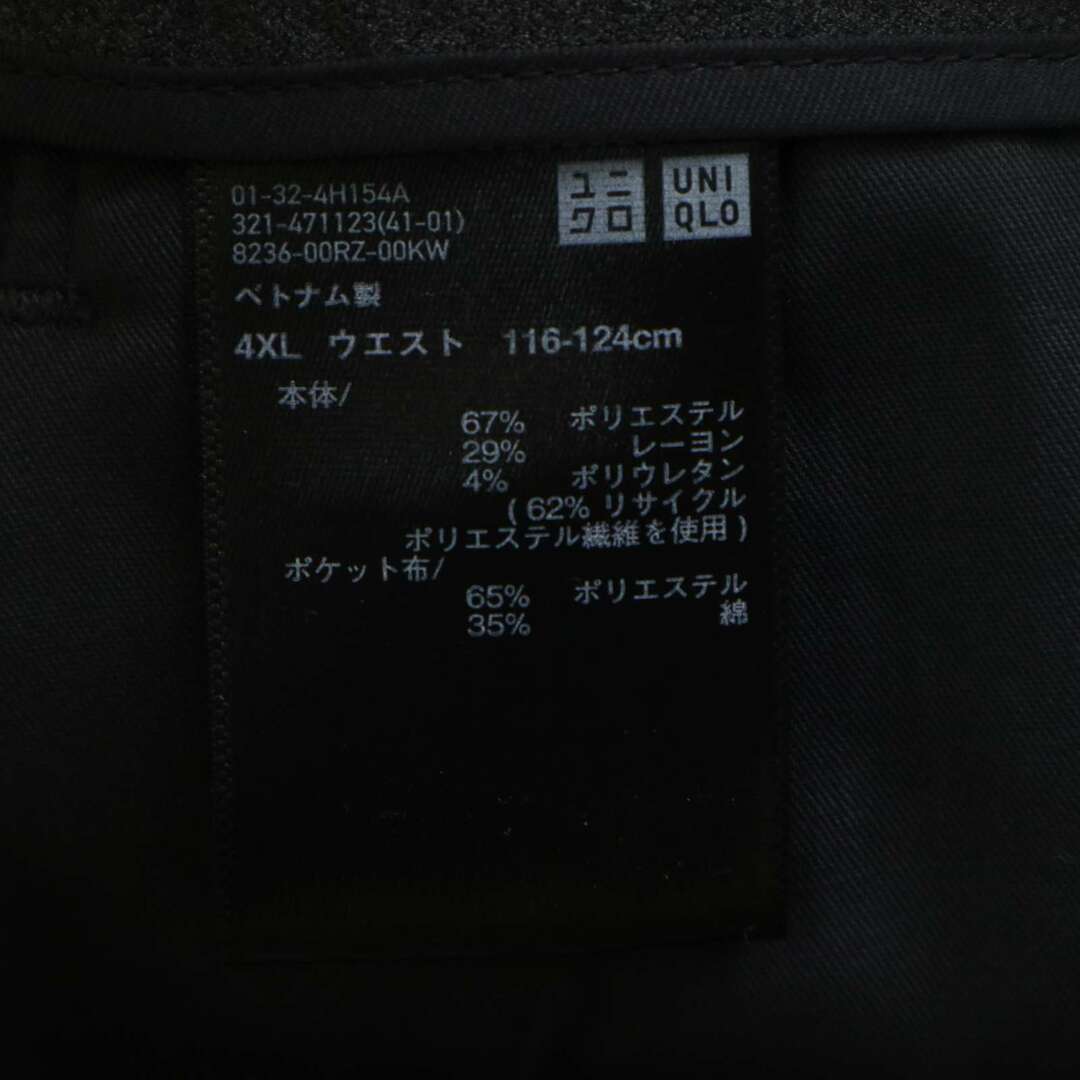 01-32-4H154A
321-471123(41-01)
8236-00RZ-00KW
ユニ
クロ
UNI
QLO
ベトナム製
4XL ウエスト 116-124cm
本体/
67% ポリエステル
29% レーヨン
4% ポリウレタン
( 62% リサイクル
ポリエステル繊維を使用 )
ポケット布/
65% ポリエステル
35% 綿